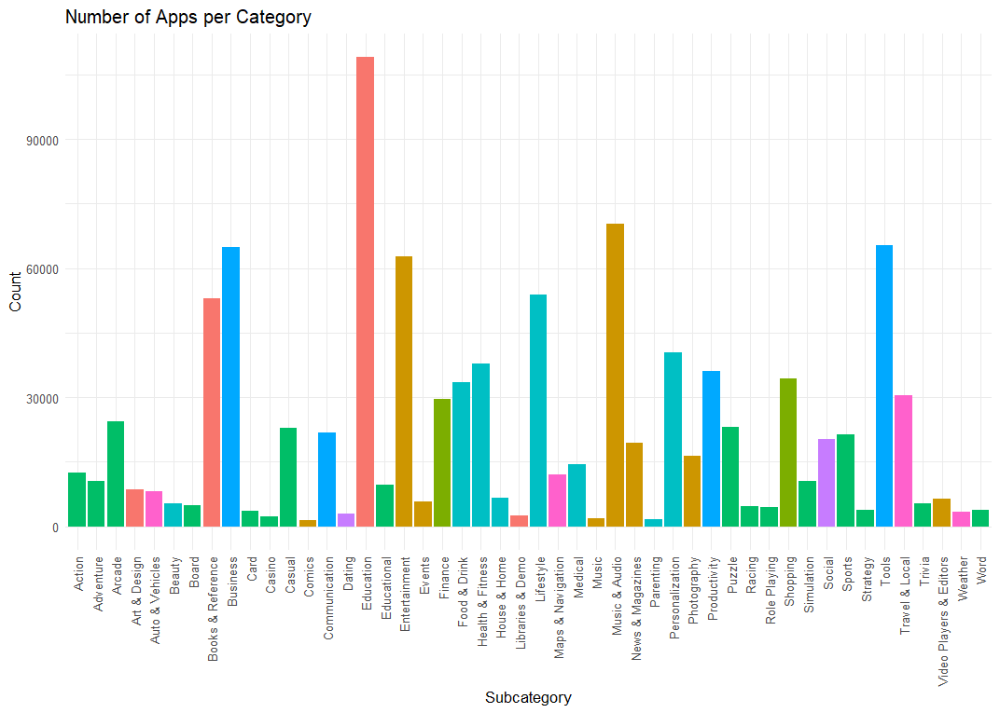 Number of Apps per Category
Count
90000
60000
30000
0
Action
Adventure
Arcade
Art & Design
Auto & Vehicles
Beauty
Board
Books & Reference
Business
Card
Casino
Casual
Comics
Communication
Dating
Education
Educational
Entertainment
Events
Finance
Food & Drink
Health & Fitness
House & Home
Libraries & Demo
Lifestyle
Maps & Navigation
Medical
Music
Music & Audio
News & Magazines
Parenting
Personalization
Photography
Productivity
Puzzle
Racing
Role Playing
Shopping
Simulation
Social
Sports
Strategy
Tools
Travel & Local
Trivia
Video Players & Editors
Weather
Word
Subcategory